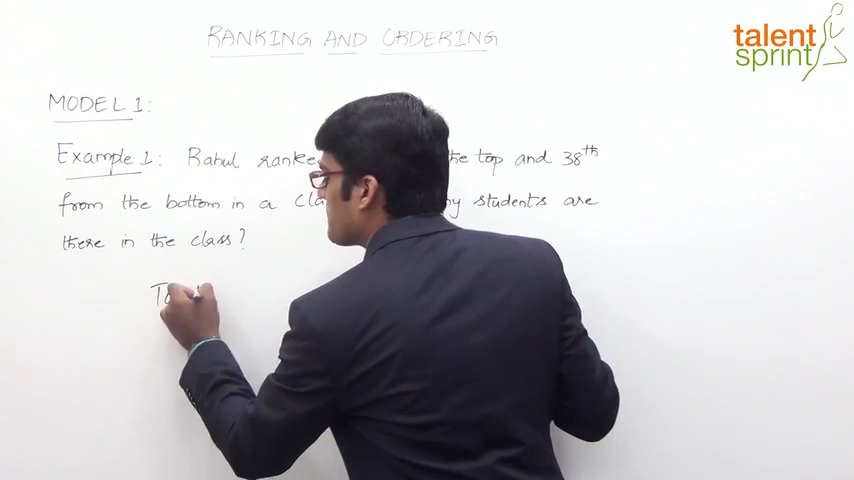 RANKING AND ORDERING
talent
sprint
MODEL 1:
Example 1: Rahul the top and 38th
from the bottom in a students are
there in the class?